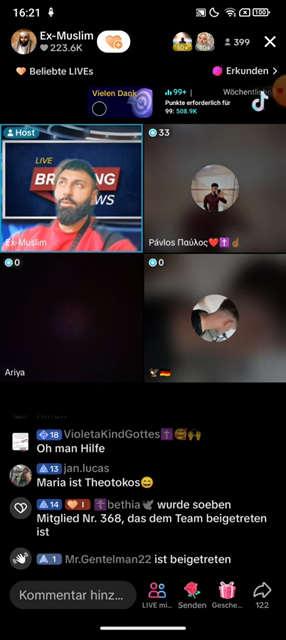 16:21
100
Ex-Muslim
223.6K
10+
10+
399
Beliebte LIVEs
Erkunden
Vielen Dank
99+
Punkte erforderlich für
99: 508.9K
Host
33
LIVE
NEWS
Ex-Muslim
Pávlos Παύλος❤️✝️☝🏽
0
0
Ariya
🦅🇩🇪
18 VioletaKindGottes✝️🥰🙌
Oh man Hilfe
13 jan.lucas
Maria ist Theotokos😄
14 I ☦️bethia🕊️ wurde soeben
Mitglied Nr. 368, das dem Team beigetreten
ist
1 Mr.Gentelman22 ist beigetreten
Kommentar hinz...
LIVE mi...
Senden
Gesche...
122